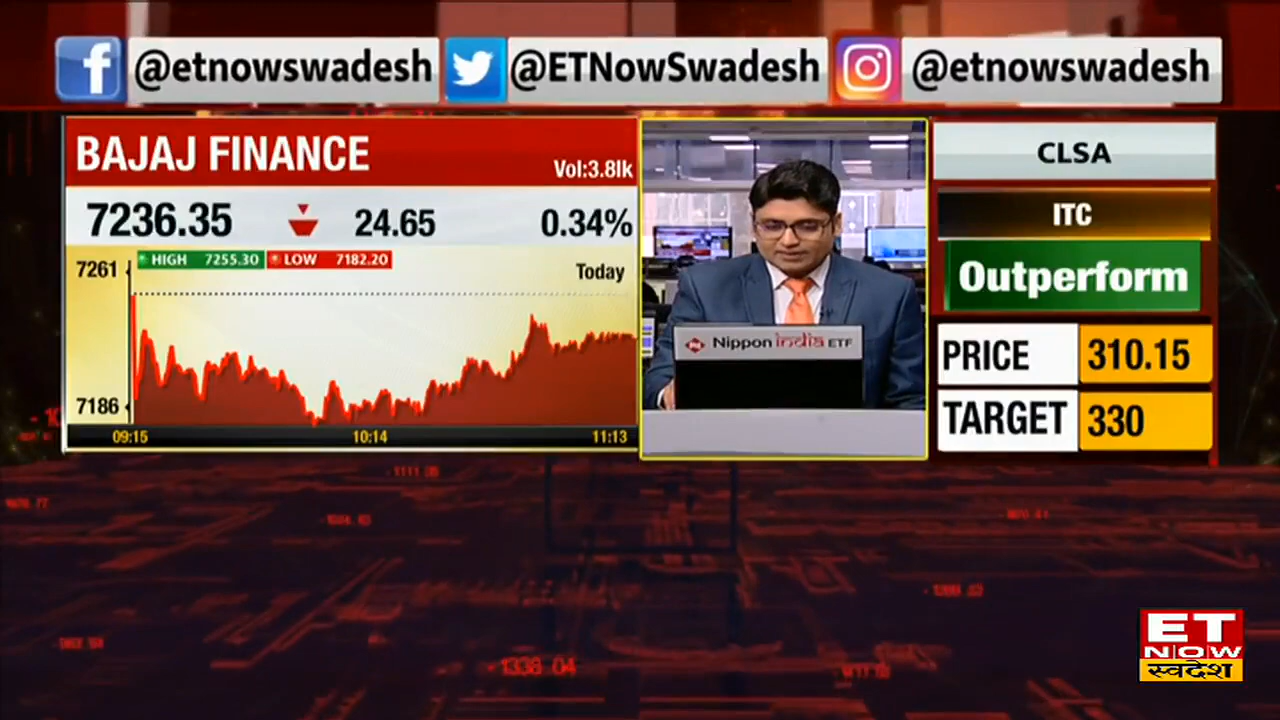 @etnowswadesh @ETNowSwadesh @etnowswadesh
BAJAJ FINANCE
Vol:3.8lk
7236.35 24.65 0.34%
HIGH 7255.30 LOW 7182.20
7261
Today
7186
09:15 10:14 11:13
Nippon india ETF
CLSA
ITC
Outperform
PRICE 310.15
TARGET 330
1338 04
ET
NOW
स्वदेश